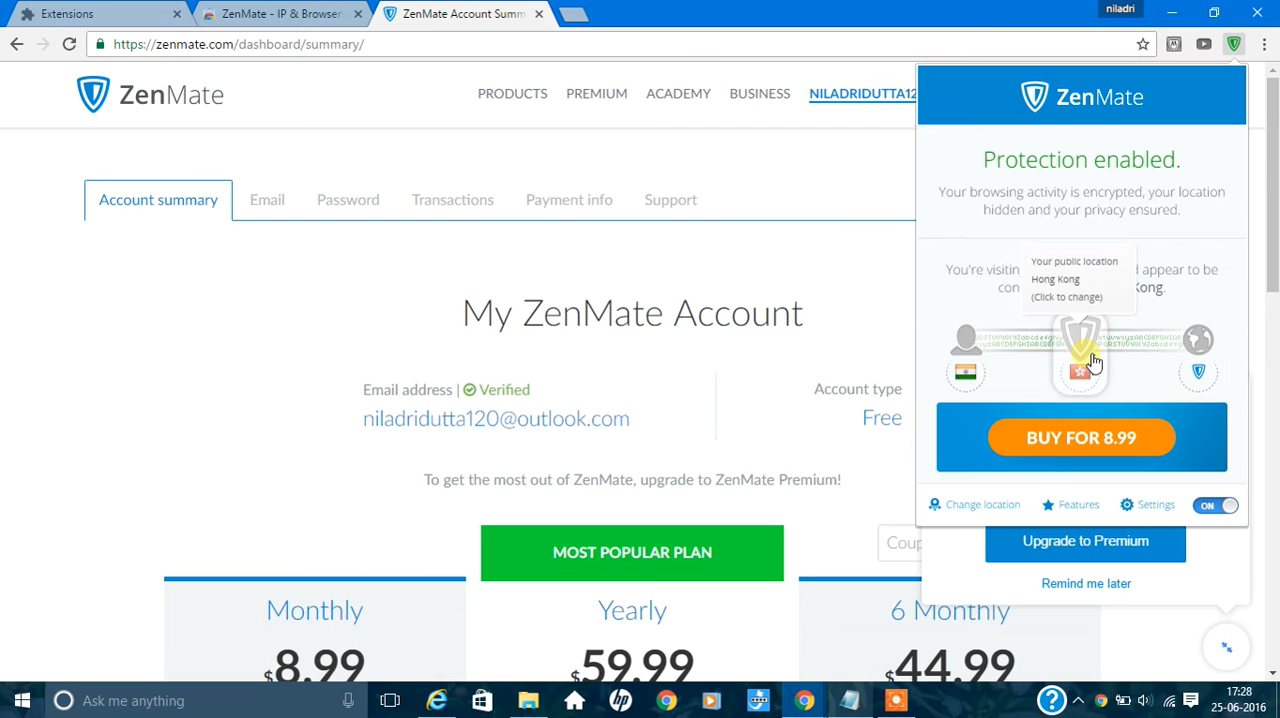 Extensions
ZenMate - IP & Browser
ZenMate Account Summ
niladri
https://zenmate.com/dashboard/summary/
ZenMate
PRODUCTS
PREMIUM
ACADEMY
BUSINESS
NILADRIDUTTA12
Account summary
Email
Password
Transactions
Payment info
Support
My ZenMate Account
Email address | Verified
niladridutta120@outlook.com
Account type
Free
To get the most out of ZenMate, upgrade to ZenMate Premium!
MOST POPULAR PLAN
Coup
Monthly
$8.99
Yearly
$59.99
6 Monthly
$44.99
ZenMate
Protection enabled.
Your browsing activity is encrypted, your location
hidden and your privacy ensured.
You're visiting
d appear to be
con
Kong.
Your public location
Hong Kong
(Click to change)
BUY FOR 8.99
Change location
Features
Settings
ON
Upgrade to Premium
Remind me later
Ask me anything
17:28
25-06-2016